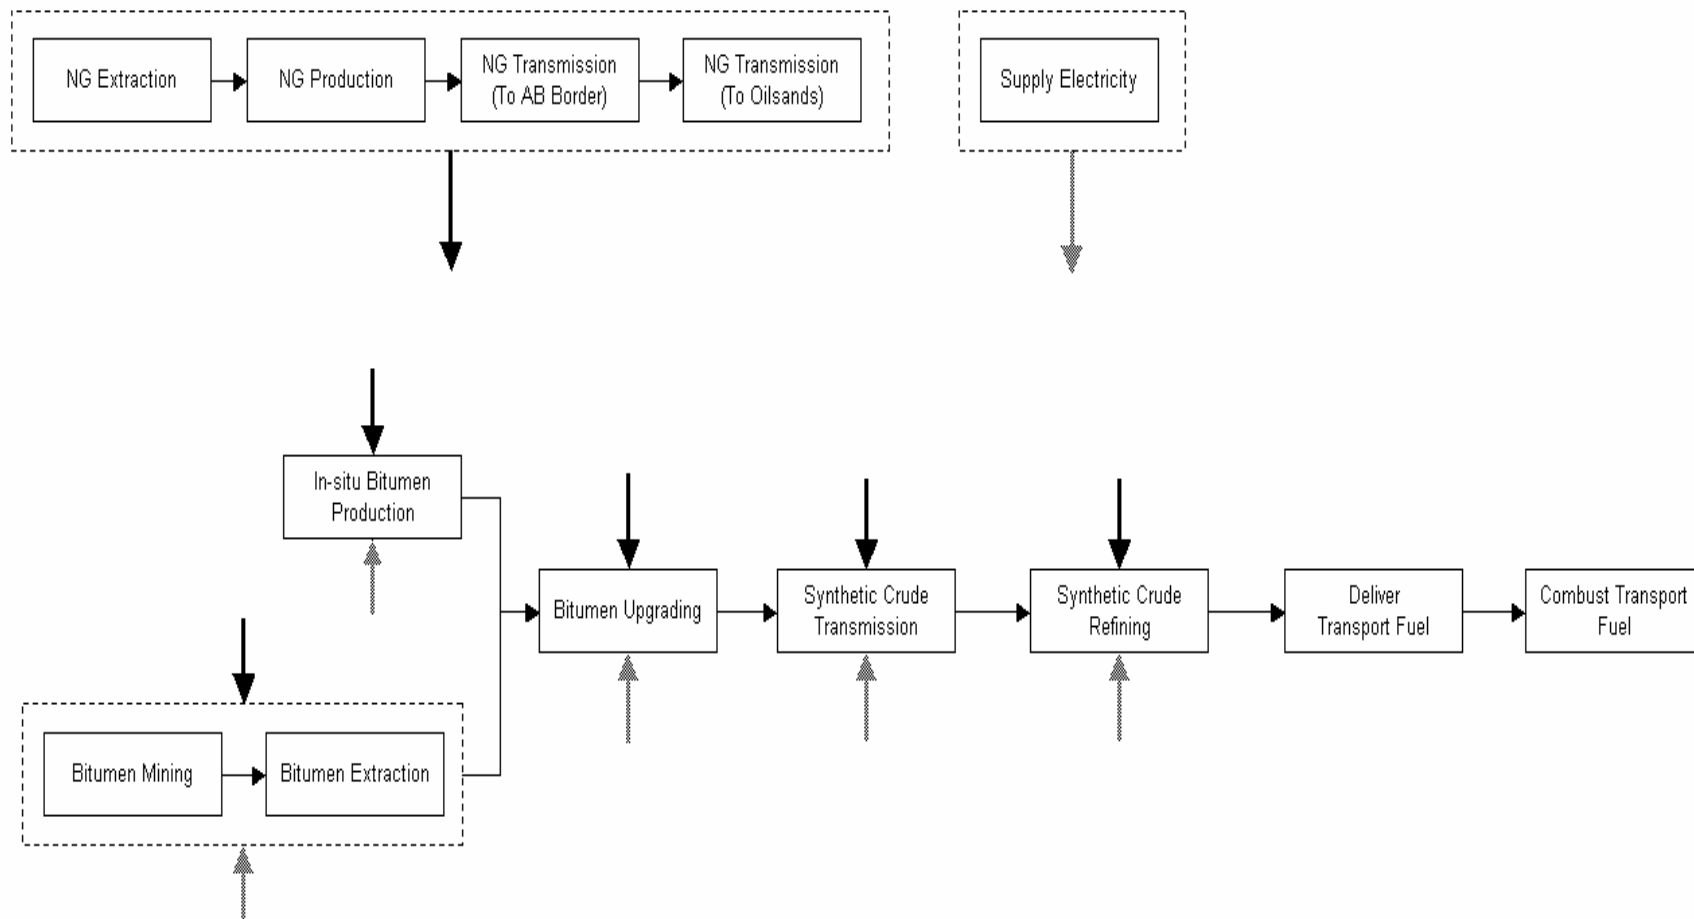 NG Extraction
NG Production
NG Transmission
(To AB Border)
NG Transmission
(To Oilsands)
Supply Electricity
In-situ Bitumen
Production
Bitumen Upgrading
Synthetic Crude
Transmission
Synthetic Crude
Refining
Deliver
Transport Fuel
Combust Transport
Fuel
Bitumen Mining
Bitumen Extraction